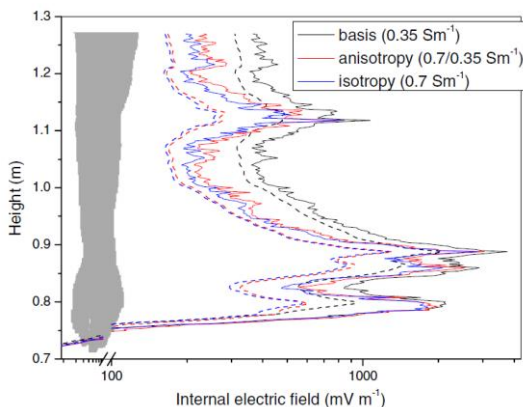 1.3
1.2
1.1
1.0
0.9
0.8
0.7
Height (m)
basis (0.35 Sm⁻¹)
anisotropy (0.7/0.35 Sm⁻¹)
isotropy (0.7 Sm⁻¹)
100
1000
Internal electric field (mV m⁻¹)